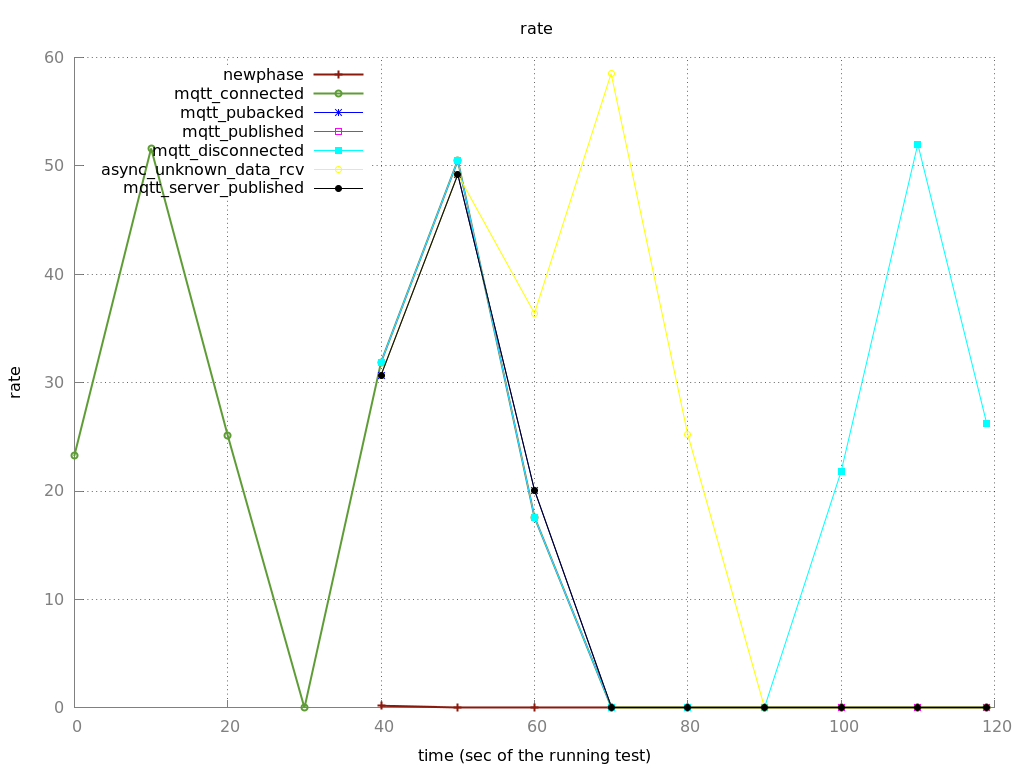 rate
60
50
40
30
20
10
0
newphase
mqtt_connected
mqtt_pubacked
mqtt_published
mqtt_disconnected
async_unknown_data_rcv
mqtt_server_published
rate
0 20 40 60 80 100 120
time (sec of the running test)